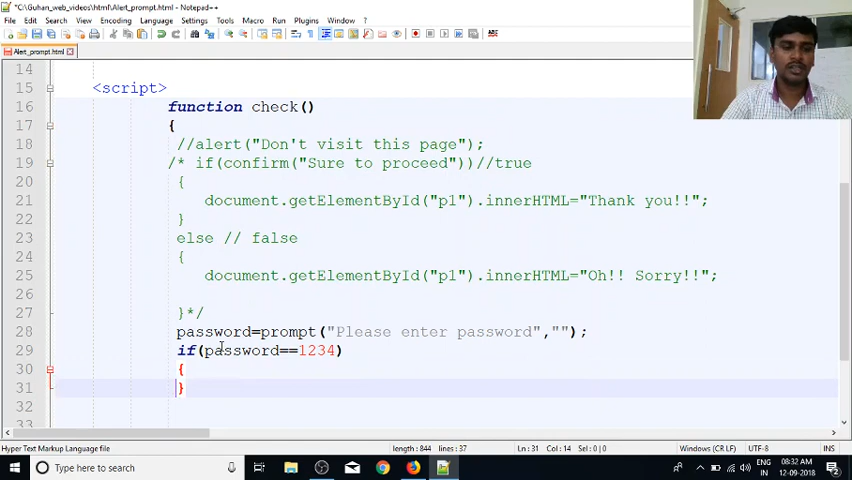 *C:\Guhan_web_videos\html\Alert_prompt.html - Notepad++
File Edit Search View Encoding Language Settings Tools Macro Run Plugins Window ?
X
Alert_prompt.html
14
15 <script>
16 function check()
17 {
18 //alert("Don't visit this page");
19 /* if(confirm("Sure to proceed"))//true
20 {
21 document.getElementById("p1").innerHTML="Thank you!!";
22 }
23 else // false
24 {
25 document.getElementById("p1").innerHTML="Oh!! Sorry!!";
26
27 }*/
28 password=prompt("Please enter password","");
29 if(password==1234)
30 {
31 }
32
33
Hyper Text Markup Language file length : 844 lines : 37 Ln : 31 Col : 14 Sel : 0 | 0 Windows (CR LF) UTF-8 INS
Type here to search
ENG
IN
08:32 AM
12-09-2018
2